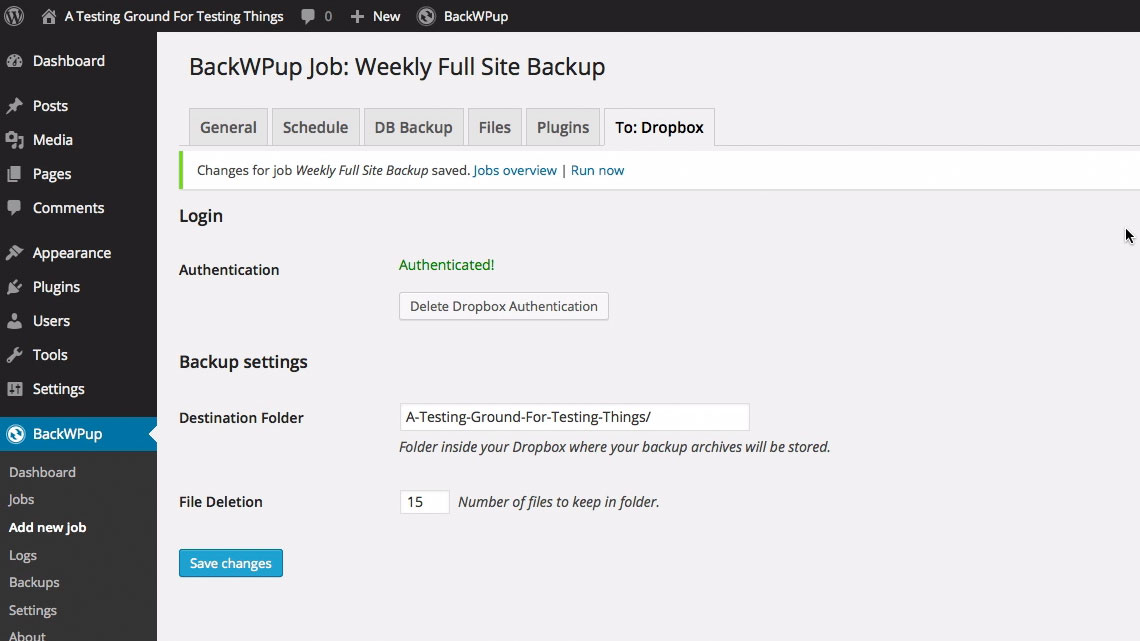 A Testing Ground For Testing Things 0 New BackWPup
Dashboard
Posts
Media
Pages
Comments
Appearance
Plugins
Users
Tools
Settings
BackWPup
Dashboard
Jobs
Add new job
Logs
Backups
Settings
About
BackWPup Job: Weekly Full Site Backup
General Schedule DB Backup Files Plugins To: Dropbox
Changes for job Weekly Full Site Backup saved. Jobs overview | Run now
Login
Authentication Authenticated!
Delete Dropbox Authentication
Backup settings
Destination Folder A-Testing-Ground-For-Testing-Things/
Folder inside your Dropbox where your backup archives will be stored.
File Deletion 15 Number of files to keep in folder.
Save changes